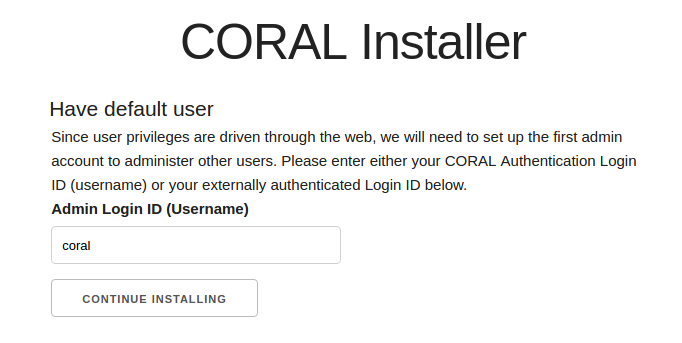 CORAL Installer
Have default user
Since user privileges are driven through the web, we will need to set up the first admin
account to administer other users. Please enter either your CORAL Authentication Login
ID (username) or your externally authenticated Login ID below.
Admin Login ID (Username)
coral
CONTINUE INSTALLING